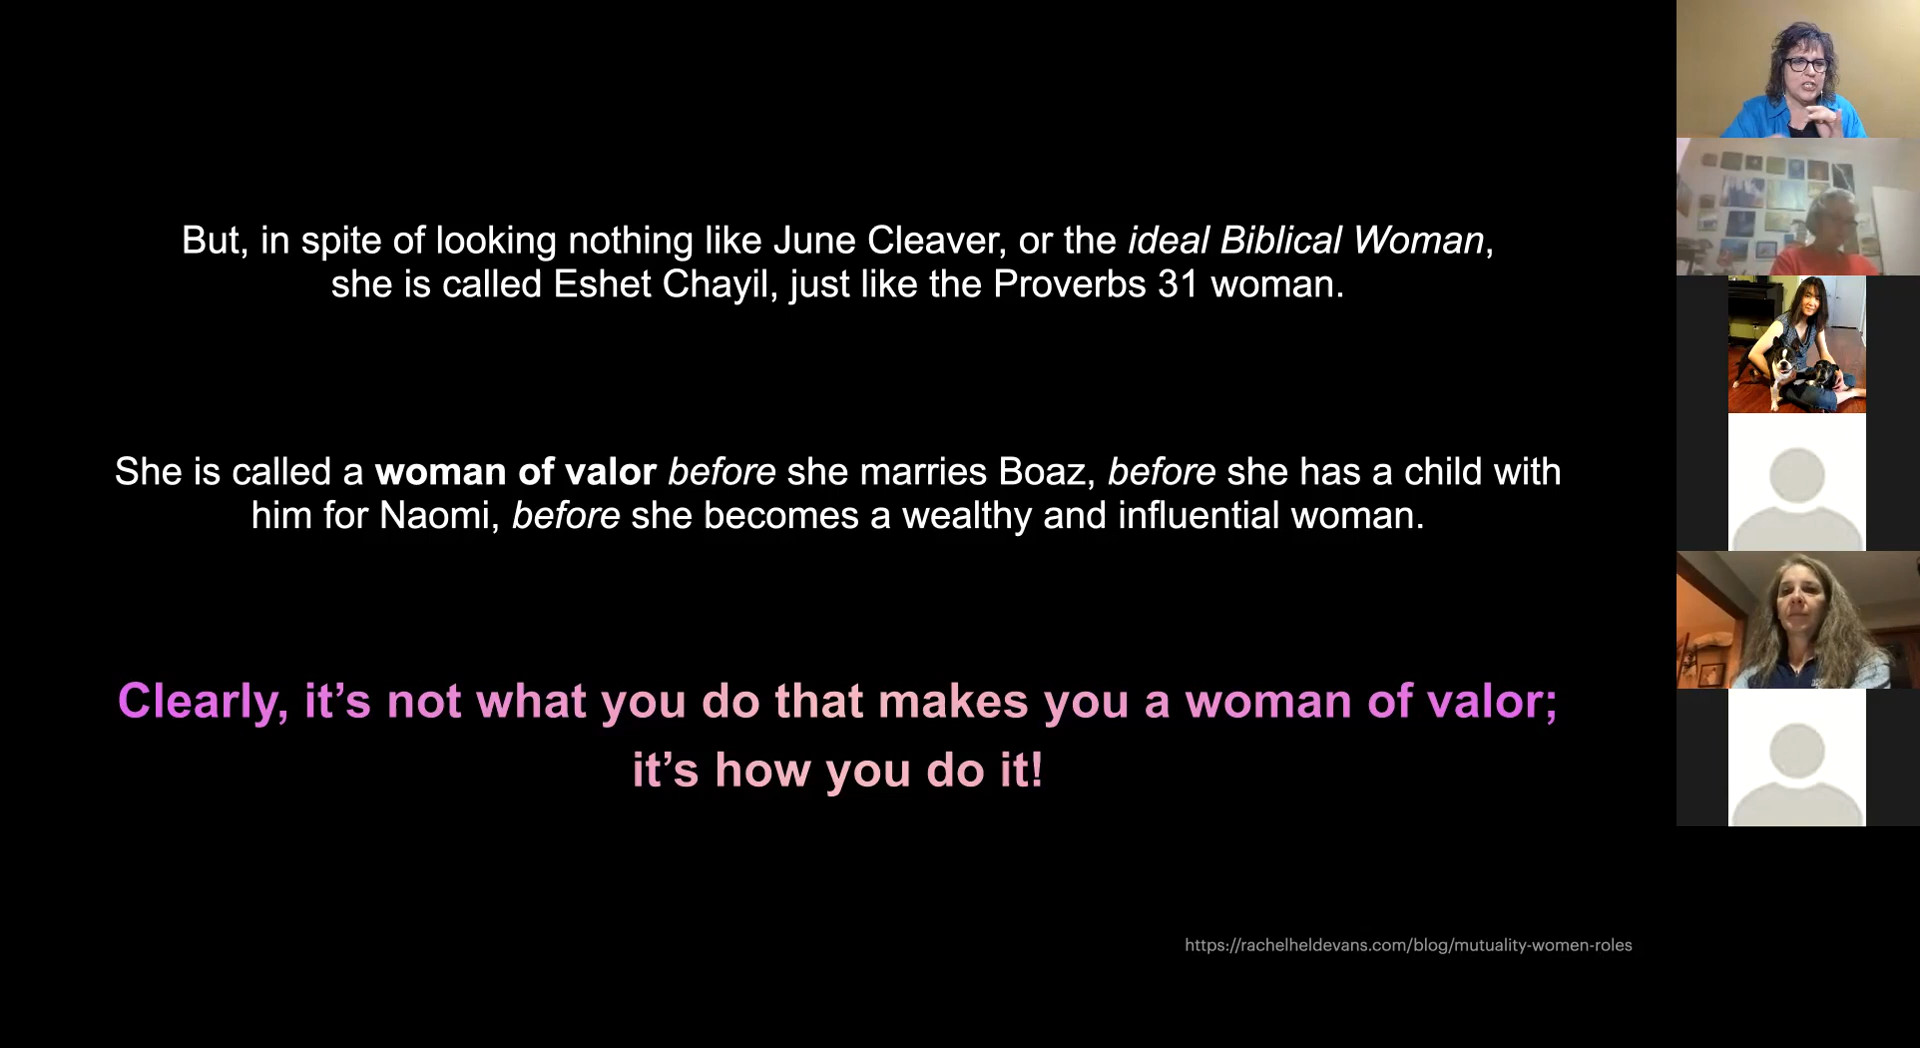 But, in spite of looking nothing like June Cleaver, or the ideal Biblical Woman,
she is called Eshet Chayil, just like the Proverbs 31 woman.
She is called a woman of valor before she marries Boaz, before she has a child with
him for Naomi, before she becomes a wealthy and influential woman.
Clearly, it’s not what you do that makes you a woman of valor;
it’s how you do it!
https://rachelheldevans.com/blog/mutuality-women-roles